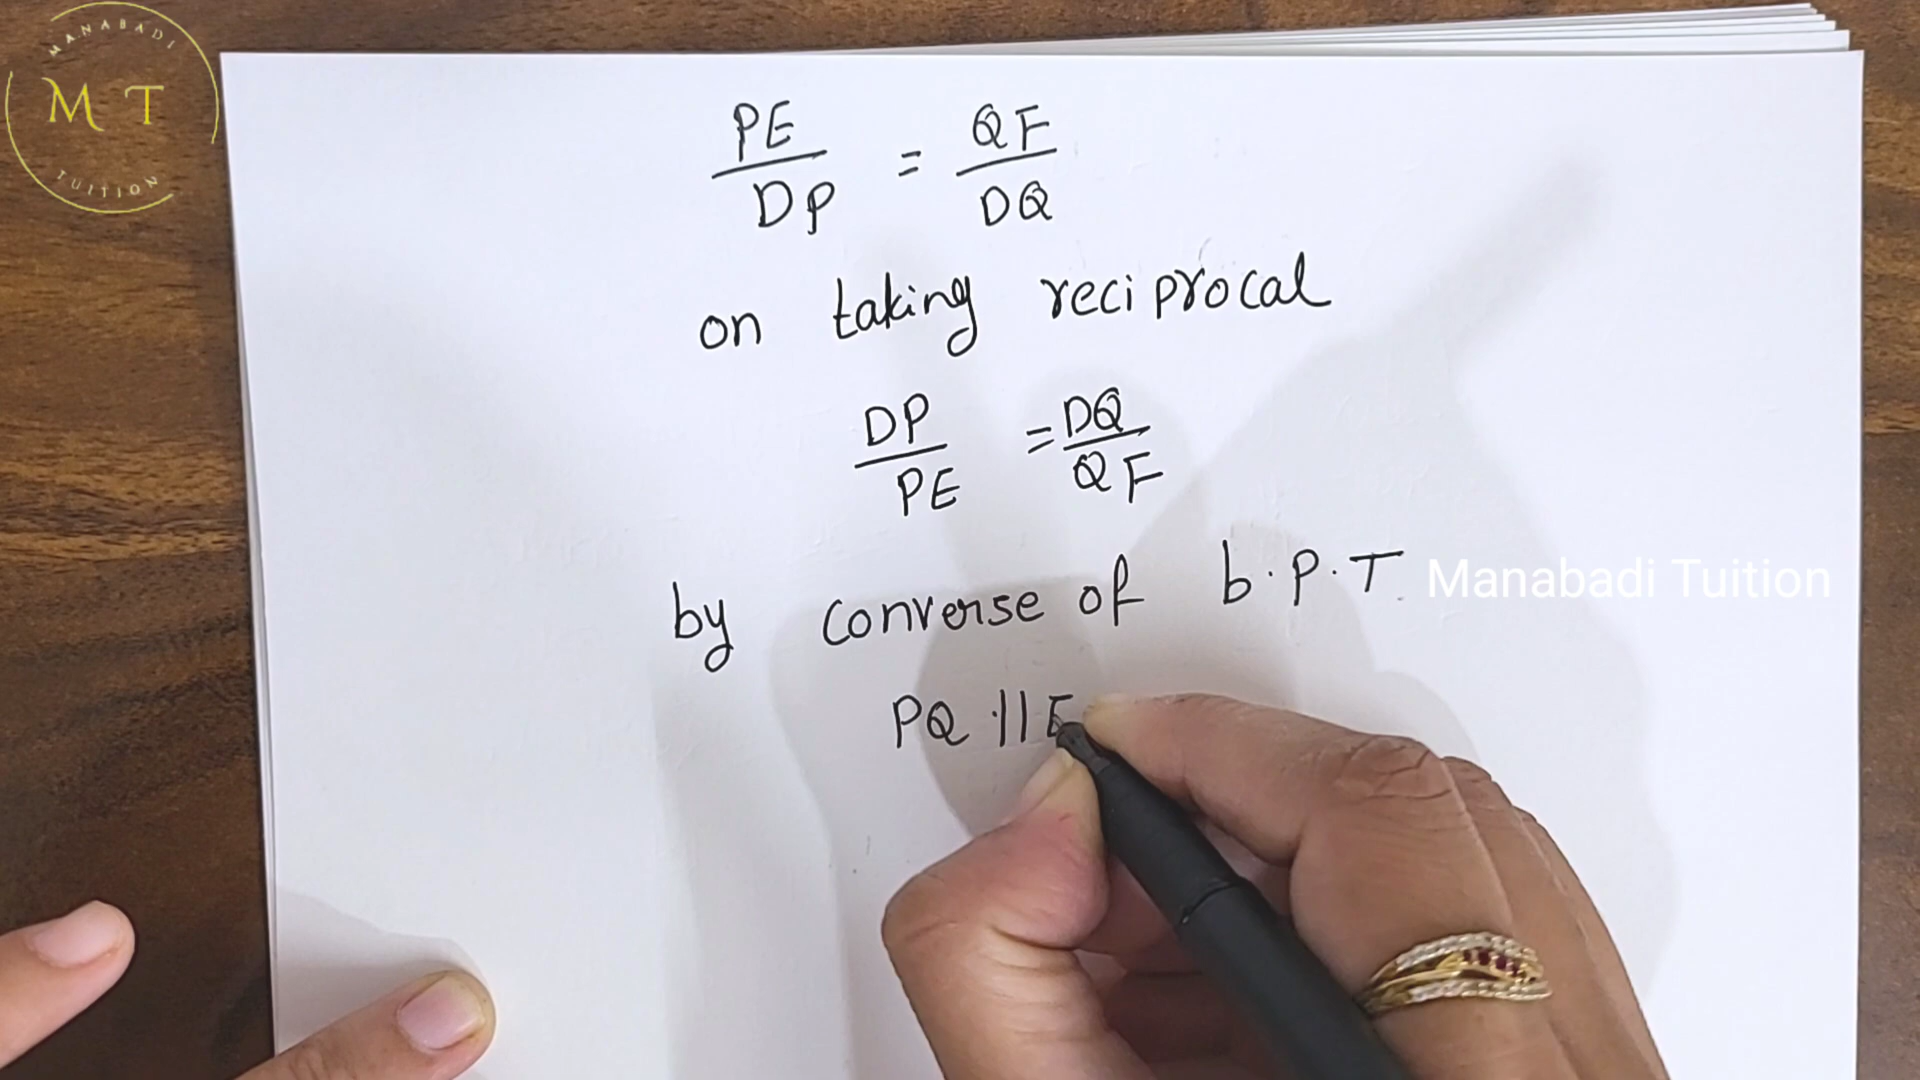 MANABADI
M T
TUITION
PE/DP = QF/DQ
on taking reciprocal
DP/PE = DQ/QF
by converse of b.P.T.
Manabadi Tuition
PQ || E